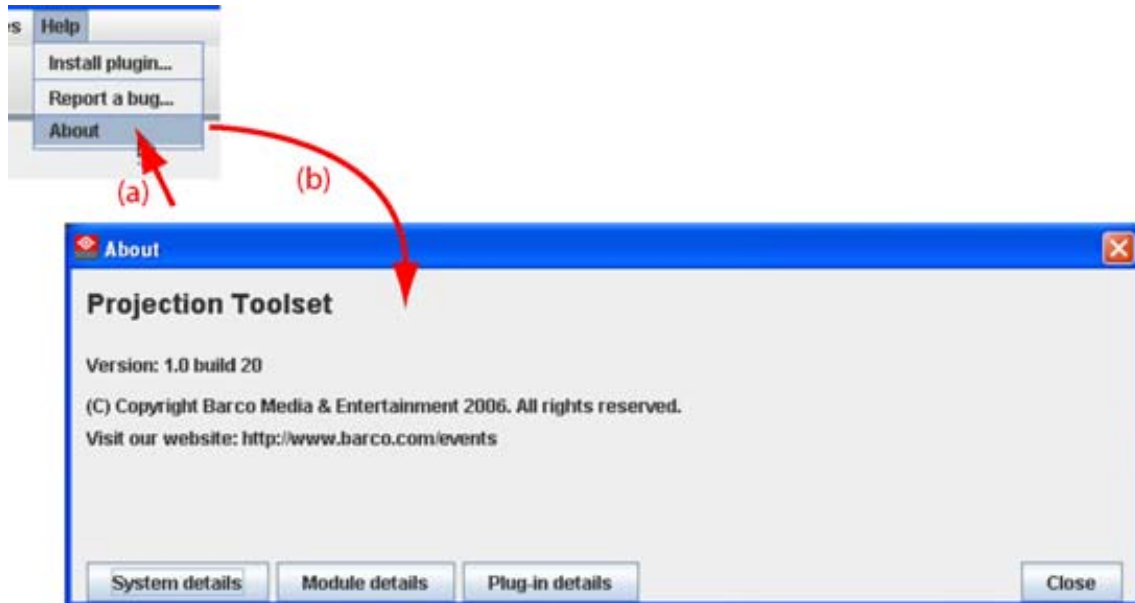 es Help
Install plugin...
Report a bug...
About
(a)
(b)
About
Projection Toolset
Version: 1.0 build 20
(C) Copyright Barco Media & Entertainment 2006. All rights reserved.
Visit our website: http://www.barco.com/events
System details Module details Plug-in details Close